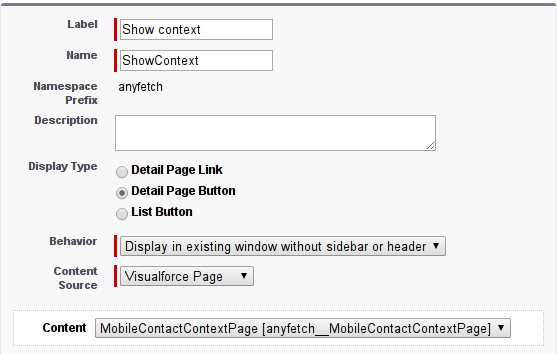 Label Show context
Name ShowContext
Namespace Prefix anyfetch
Description
Display Type Detail Page Link
Detail Page Button
List Button
Behavior Display in existing window without sidebar or header
Content Source Visualforce Page
Content MobileContactContextPage [anyfetch__MobileContactContextPage]